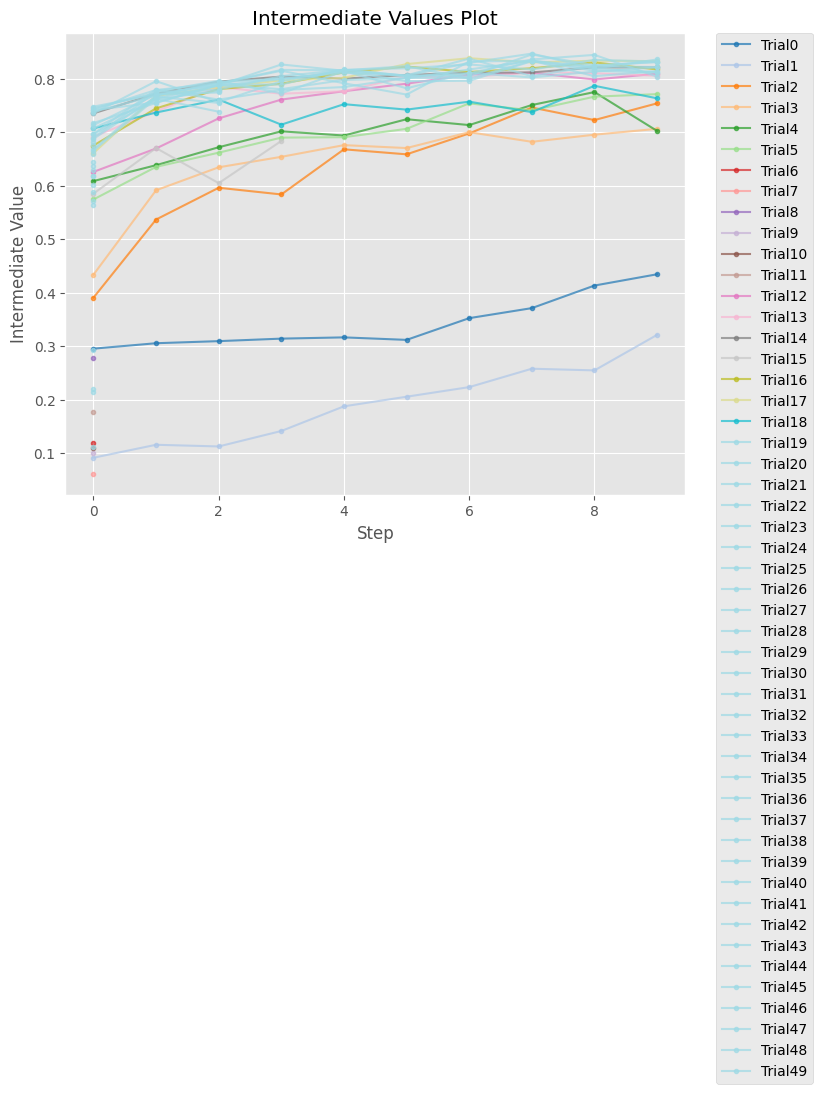 Intermediate Values Plot
Intermediate Value
0.8
0.7
0.6
0.5
0.4
0.3
0.2
0.1
0
2
4
6
8
Step
Trial0
Trial1
Trial2
Trial3
Trial4
Trial5
Trial6
Trial7
Trial8
Trial9
Trial10
Trial11
Trial12
Trial13
Trial14
Trial15
Trial16
Trial17
Trial18
Trial19
Trial20
Trial21
Trial22
Trial23
Trial24
Trial25
Trial26
Trial27
Trial28
Trial29
Trial30
Trial31
Trial32
Trial33
Trial34
Trial35
Trial36
Trial37
Trial38
Trial39
Trial40
Trial41
Trial42
Trial43
Trial44
Trial45
Trial46
Trial47
Trial48
Trial49